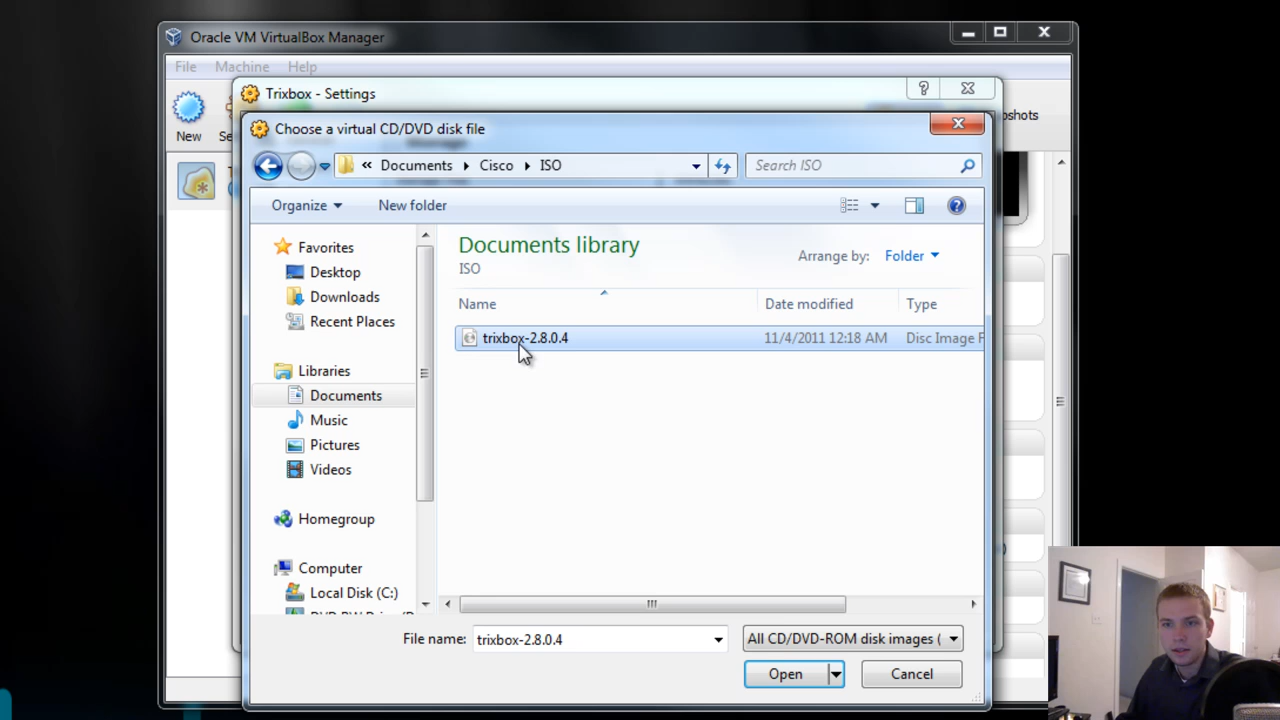 Oracle VM VirtualBox Manager
File Machine Help
Trixbox - Settings
New
Choose a virtual CD/DVD disk file
« Documents Cisco ISO
Search ISO
Organize New folder
Favorites
Desktop
Downloads
Recent Places
Libraries
Documents
Music
Pictures
Videos
Homegroup
Computer
Local Disk (C:)
Documents library
ISO
Arrange by: Folder
Name Date modified Type
trixbox-2.8.0.4 11/4/2011 12:18 AM Disc Image F
File name: trixbox-2.8.0.4
All CD/DVD-ROM disk images (
Open Cancel